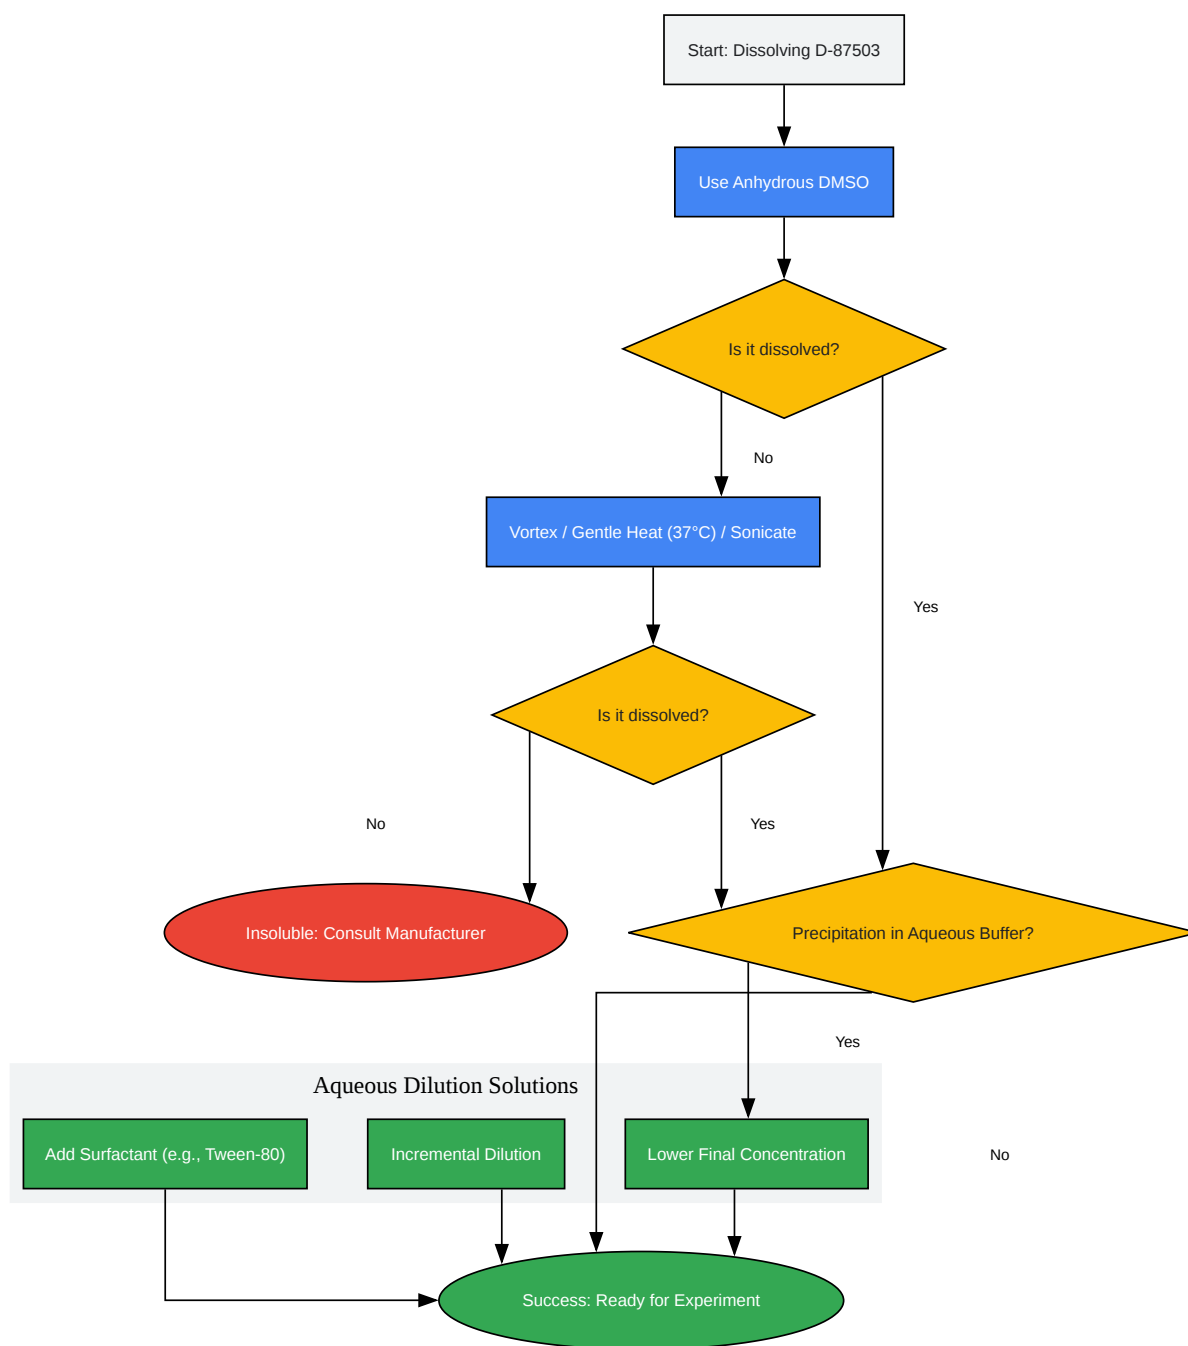 Start: Dissolving D-87503
Use Anhydrous DMSO
Is it dissolved?
No
Vortex / Gentle Heat (37°C) / Sonicate
Yes
Is it dissolved?
No
Yes
Insoluble: Consult Manufacturer
Precipitation in Aqueous Buffer?
Yes
Aqueous Dilution Solutions
Add Surfactant (e.g., Tween-80)
Incremental Dilution
Lower Final Concentration
No
Success: Ready for Experiment